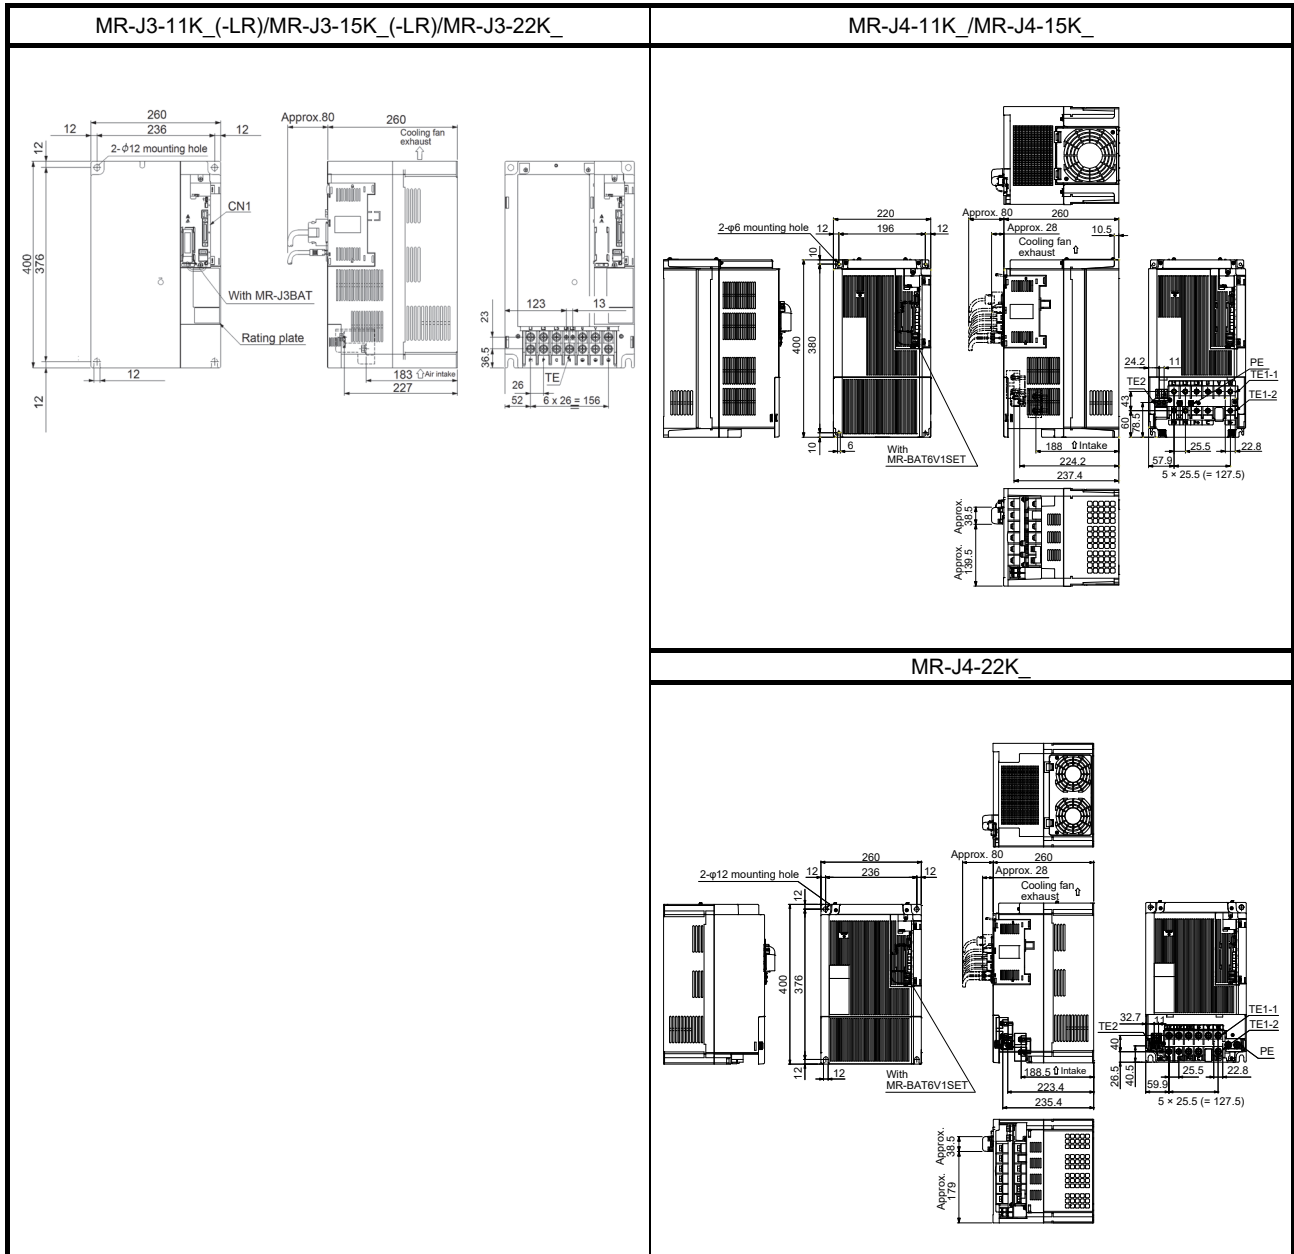 MR-J3-11K_(-LR)/MR-J3-15K_(-LR)/MR-J3-22K_
260
12 236 12
12
2-ϕ12 mounting hole
CN1
400
376
With MR-J3BAT
Rating plate
12
12
Approx.80 260
Cooling fan
exhaust
183 Air intake
227
123 13
23
36.5
TE
26
52 6 x 26 = 156
MR-J4-11K_/MR-J4-15K_
220
2-φ6 mounting hole 12 196 12
10
400
380
10
6
With
MR-BAT6V1SET
Approx. 80 260
Approx. 28 10.5
Cooling fan
exhaust
188 Intake
224.2
237.4
24.2 11 PE
TE1-1
TE2
TE1-2
43
60
78.5
25.5 22.8
57.9
5 × 25.5 (= 127.5)
Approx.
38.5
Approx.
139.5
MR-J4-22K_
260
2-φ12 mounting hole 12 236 12
12
400
376
12
12
With
MR-BAT6V1SET
Approx. 80 260
Approx. 28
Cooling fan
exhaust
188.5 Intake
223.4
235.4
32.7 11 TE1-1
TE2 TE1-2
40
PE
26.5
40.5
25.5 22.8
59.9
5 × 25.5 (= 127.5)
Approx.
38.5
Approx.
179